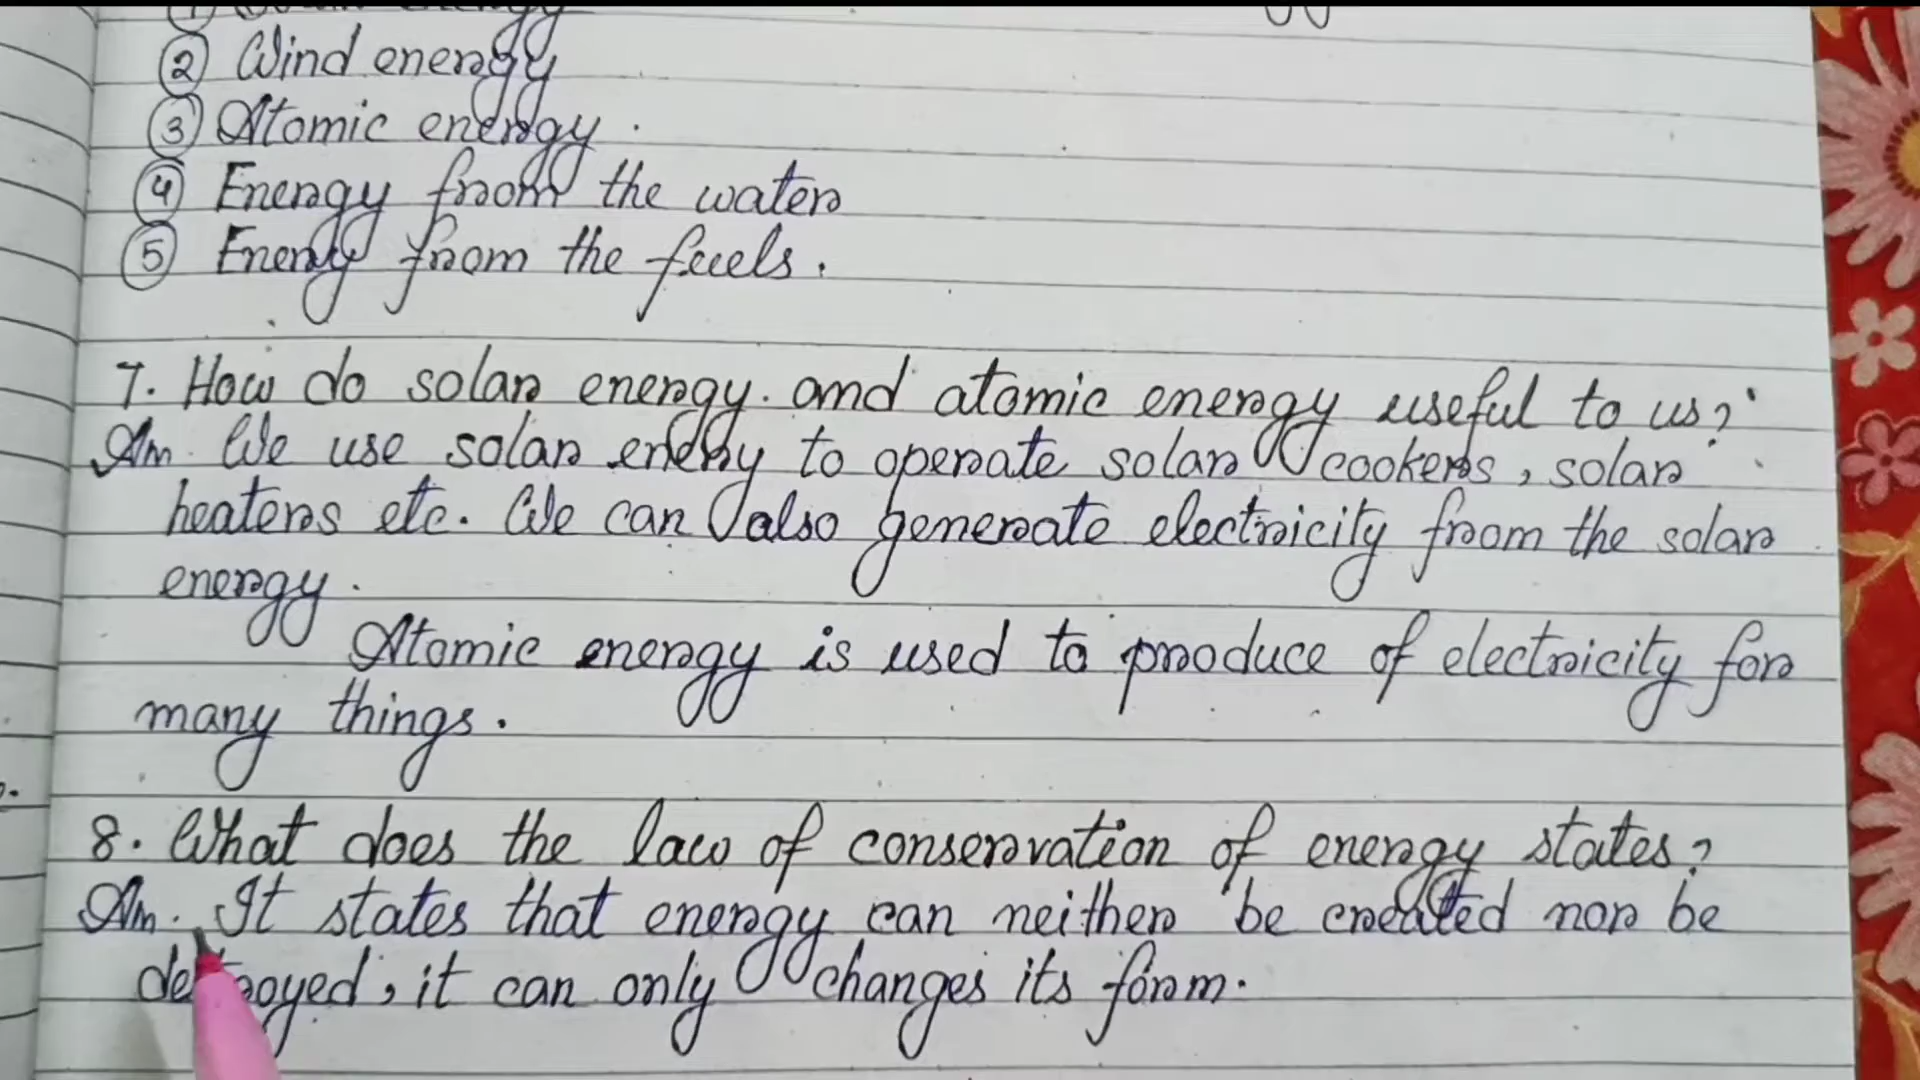 ① Solar energy
② Wind energy
③ Atomic energy.
④ Energy from the water
⑤ Energy from the fuels.
7. How do solar energy and atomic energy useful to us?
Ans. We use solar energy to operate solar cookers, solar
heaters etc. We can also generate electricity from the solar
energy.
Atomic energy is used to produce of electricity for
many things.
8. What does the law of conservation of energy states?
Ans. It states that energy can neither be created nor be
destroyed, it can only changes its form.